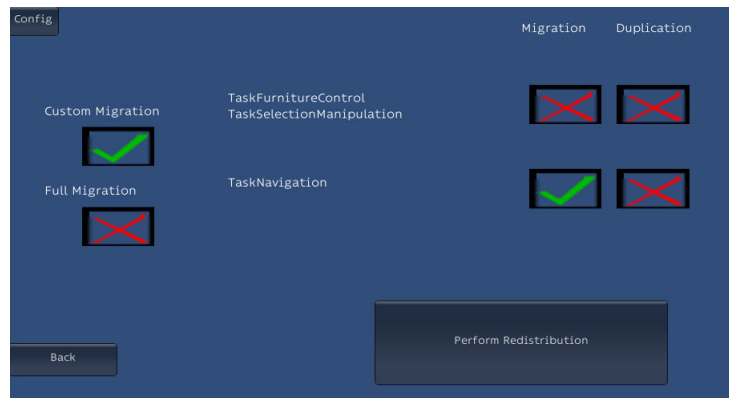 Config
Migration Duplication
Custom Migration
TaskFurnitureControl
TaskSelectionManipulation
Full Migration
TaskNavigation
Perform Redistribution
Back